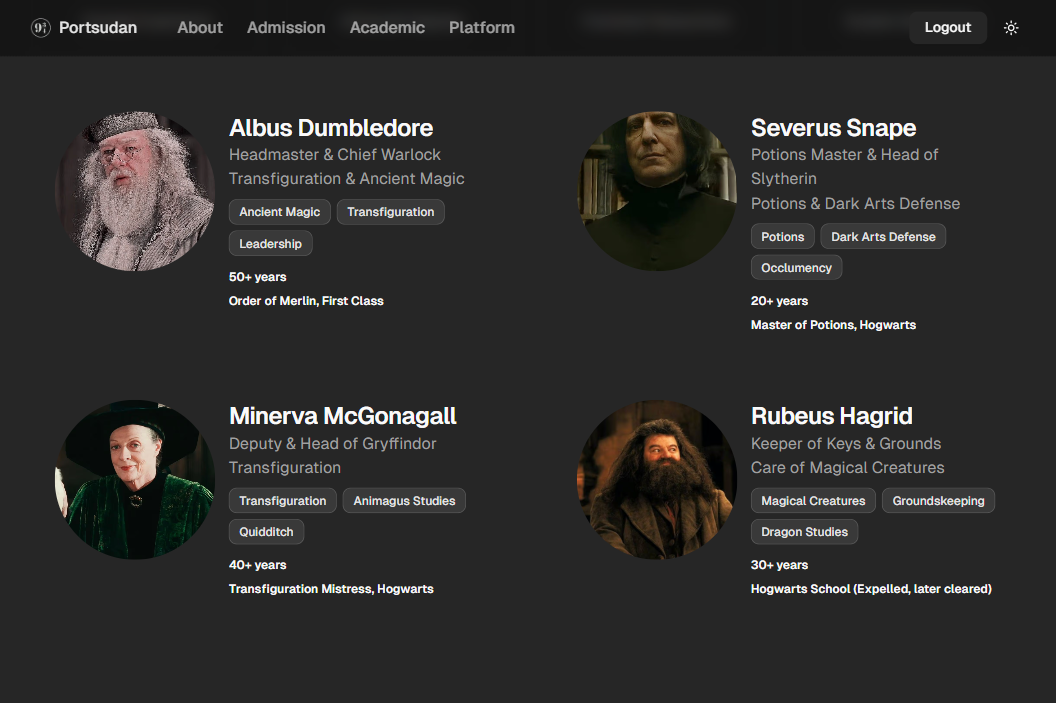 Portsudan
About
Admission
Academic
Platform
Logout
Albus Dumbledore
Headmaster & Chief Warlock
Transfiguration & Ancient Magic
Ancient Magic
Transfiguration
Leadership
50+ years
Order of Merlin, First Class
Severus Snape
Potions Master & Head of
Slytherin
Potions & Dark Arts Defense
Potions
Dark Arts Defense
Occlumency
20+ years
Master of Potions, Hogwarts
Minerva McGonagall
Deputy & Head of Gryffindor
Transfiguration
Transfiguration
Animagus Studies
Quidditch
40+ years
Transfiguration Mistress, Hogwarts
Rubeus Hagrid
Keeper of Keys & Grounds
Care of Magical Creatures
Magical Creatures
Groundskeeping
Dragon Studies
30+ years
Hogwarts School (Expelled, later cleared)